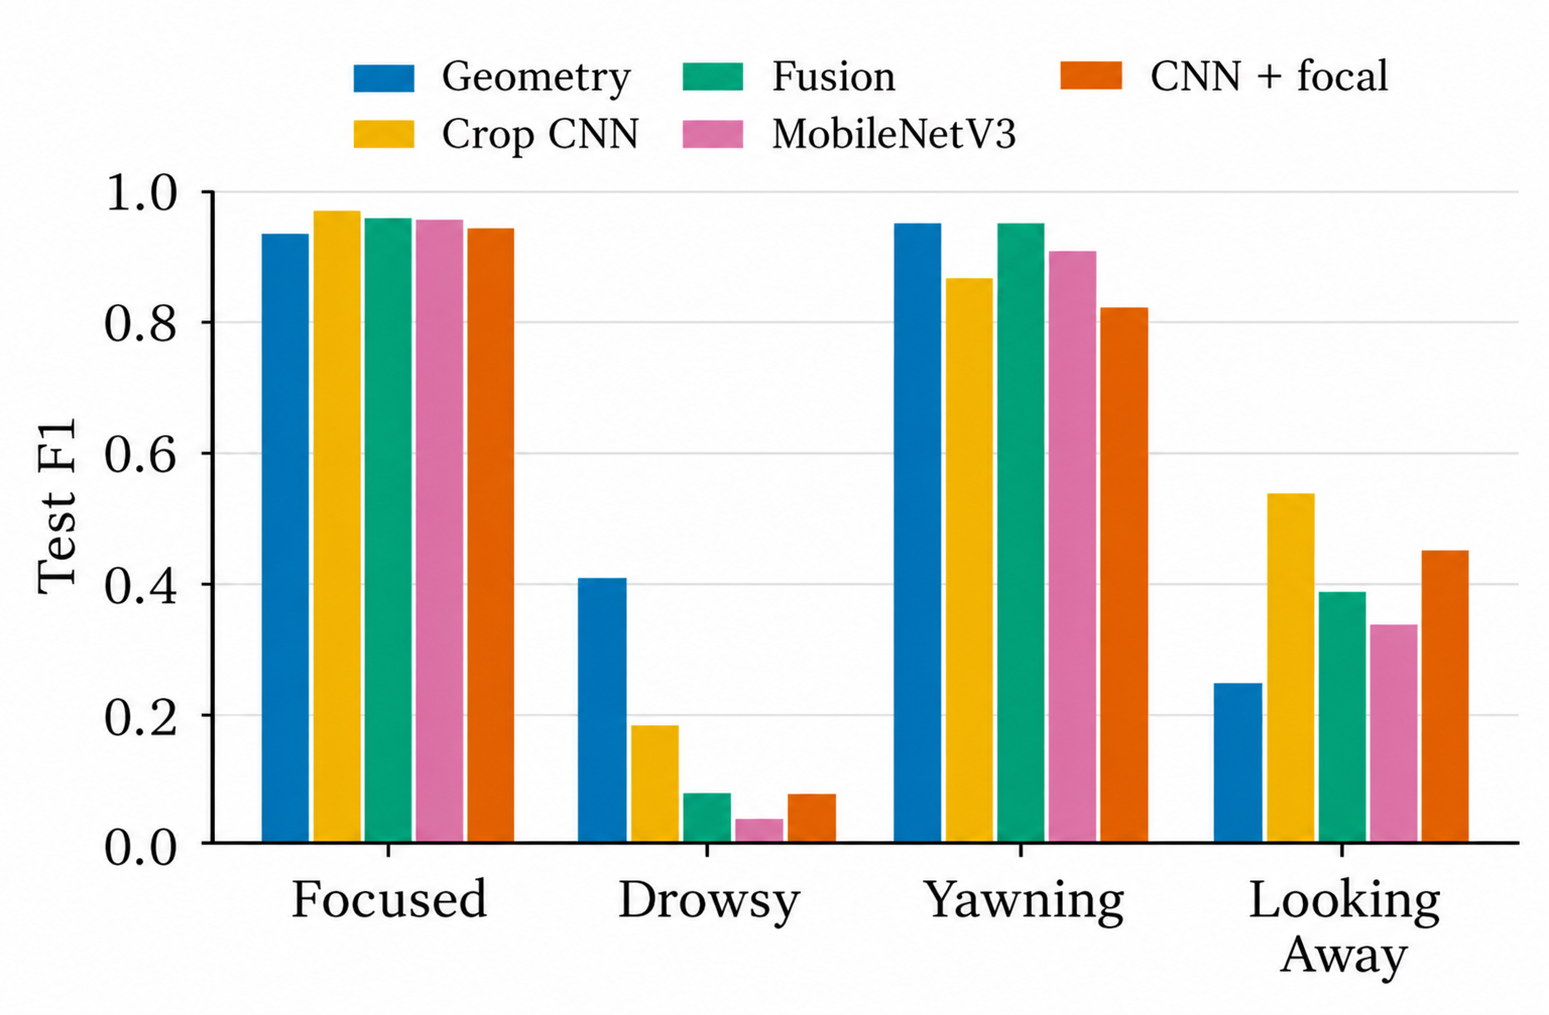 Geometry Fusion CNN + focal
Crop CNN MobileNetV3
1.0
0.8
0.6
0.4
0.2
0.0
Test F1
Focused Drowsy Yawning Looking
Away